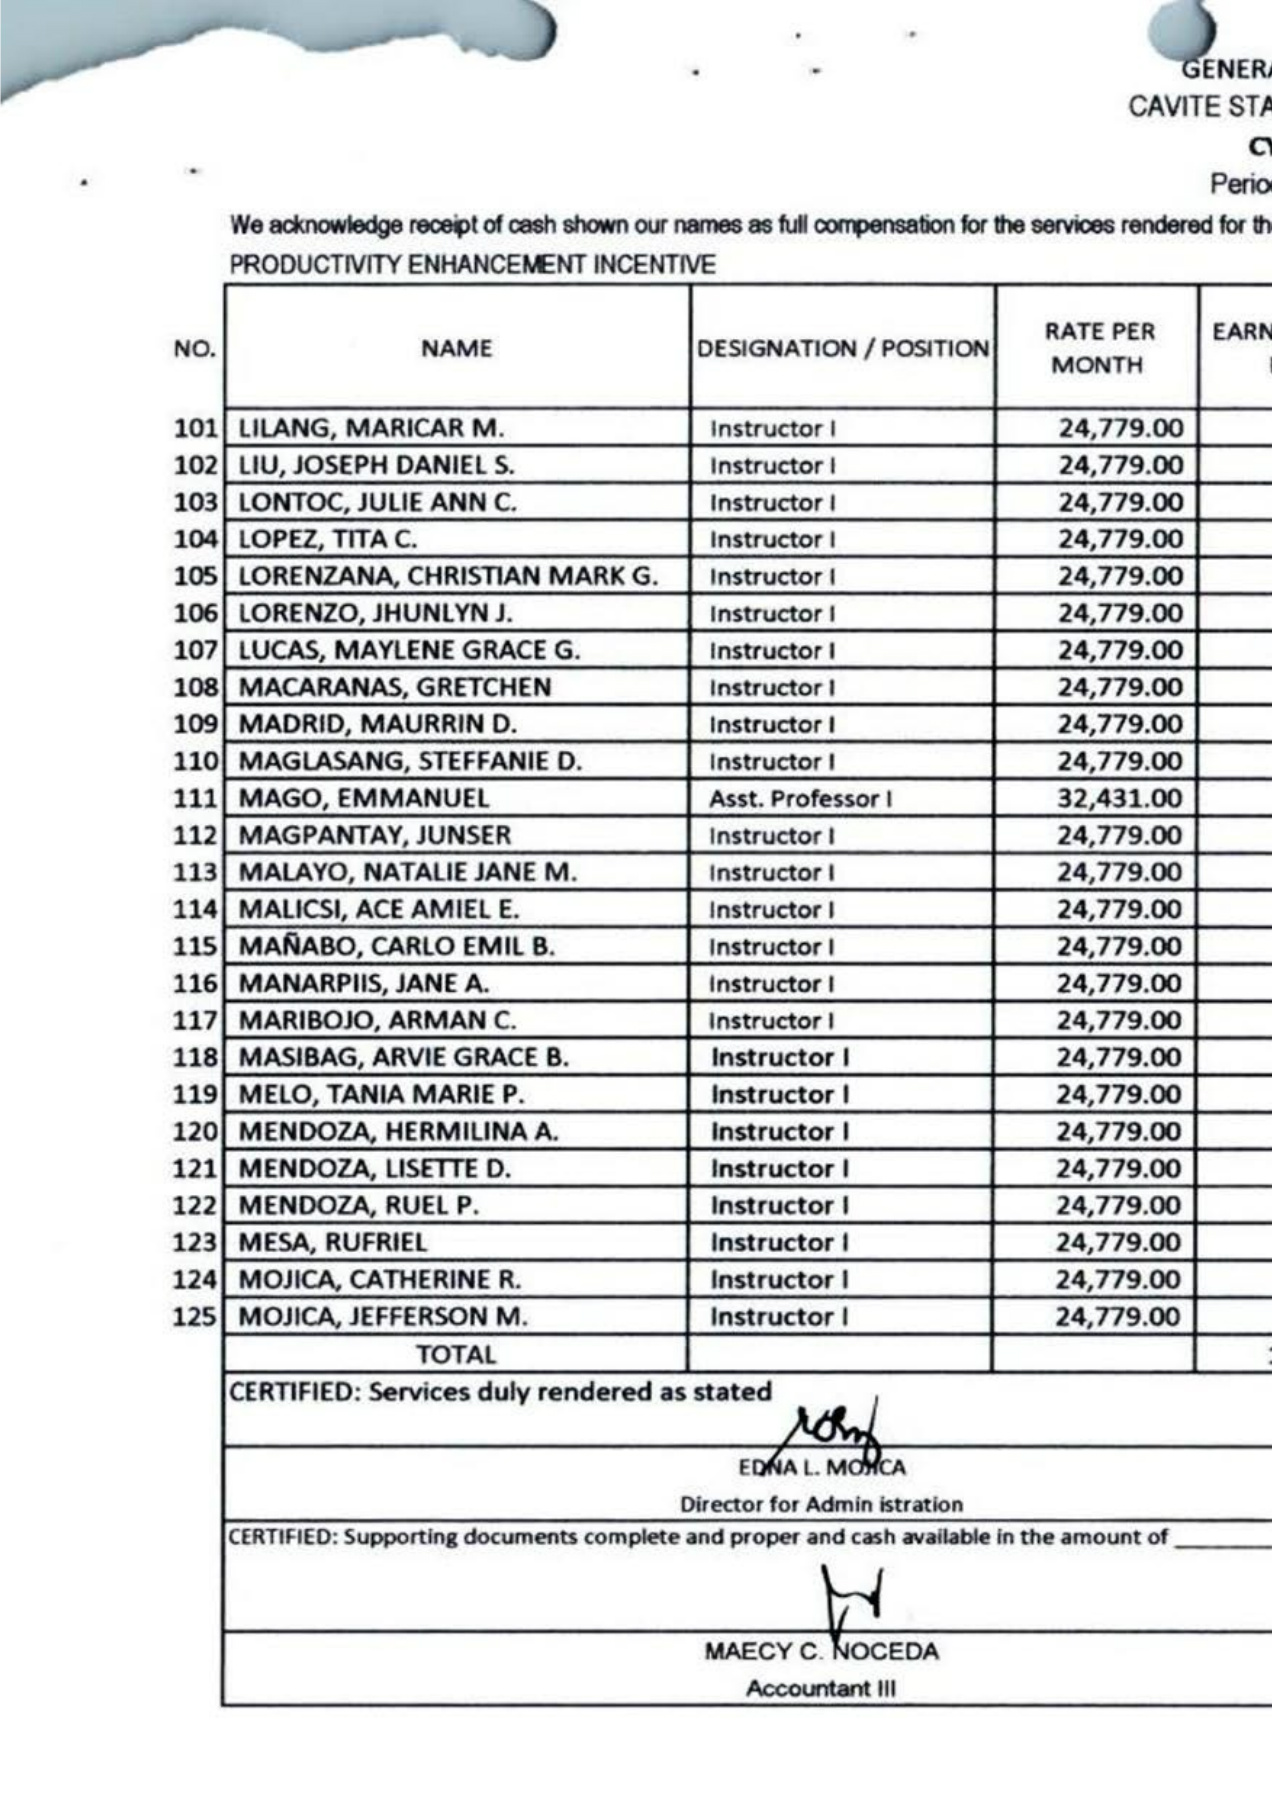 GENERA
CAVITE STA
CY
Perio
We acknowledge receipt of cash shown our names as full compensation for the services rendered for th
PRODUCTIVITY ENHANCEMENT INCENTIVE
NO. NAME DESIGNATION / POSITION RATE PER MONTH EARN
101 LILANG, MARICAR M. Instructor I 24,779.00
102 LIU, JOSEPH DANIEL S. Instructor I 24,779.00
103 LONTOC, JULIE ANN C. Instructor I 24,779.00
104 LOPEZ, TITA C. Instructor I 24,779.00
105 LORENZANA, CHRISTIAN MARK G. Instructor I 24,779.00
106 LORENZO, JHUNLYN J. Instructor I 24,779.00
107 LUCAS, MAYLENE GRACE G. Instructor I 24,779.00
108 MACARANAS, GRETCHEN Instructor I 24,779.00
109 MADRID, MAURRIN D. Instructor I 24,779.00
110 MAGLASANG, STEFFANIE D. Instructor I 24,779.00
111 MAGO, EMMANUEL Asst. Professor I 32,431.00
112 MAGPANTAY, JUNSER Instructor I 24,779.00
113 MALAYO, NATALIE JANE M. Instructor I 24,779.00
114 MALICSI, ACE AMIEL E. Instructor I 24,779.00
115 MAÑABO, CARLO EMIL B. Instructor I 24,779.00
116 MANARPIIS, JANE A. Instructor I 24,779.00
117 MARIBOJO, ARMAN C. Instructor I 24,779.00
118 MASIBAG, ARVIE GRACE B. Instructor I 24,779.00
119 MELO, TANIA MARIE P. Instructor I 24,779.00
120 MENDOZA, HERMILINA A. Instructor I 24,779.00
121 MENDOZA, LISETTE D. Instructor I 24,779.00
122 MENDOZA, RUEL P. Instructor I 24,779.00
123 MESA, RUFRIEL Instructor I 24,779.00
124 MOJICA, CATHERINE R. Instructor I 24,779.00
125 MOJICA, JEFFERSON M. Instructor I 24,779.00
TOTAL
CERTIFIED: Services duly rendered as stated
EDNA L. MOJICA
Director for Admin istration
CERTIFIED: Supporting documents complete and proper and cash available in the amount of
MAECY C. NOCEDA
Accountant III